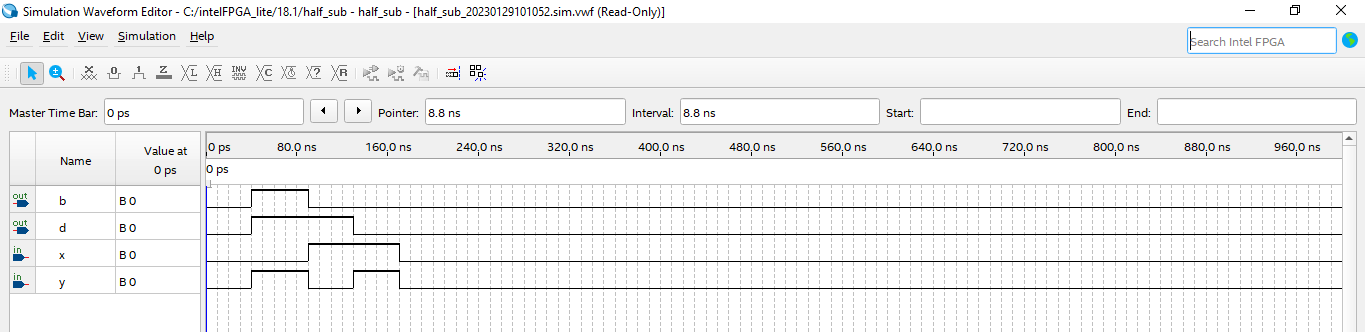 Simulation Waveform Editor - C:/intelFPGA_lite/18.1/half_sub - half_sub - [half_sub_20230129101052.sim.vwf (Read-Only)]
File Edit View Simulation Help
Search Intel FPGA
Master Time Bar: 0 ps Pointer: 8.8 ns Interval: 8.8 ns Start: End:
Name Value at 0 ps
0 ps 80.0 ns 160.0 ns 240.0 ns 320.0 ns 400.0 ns 480.0 ns 560.0 ns 640.0 ns 720.0 ns 800.0 ns 880.0 ns 960.0 ns
0 ps
out b B 0
out d B 0
in x B 0
in y B 0